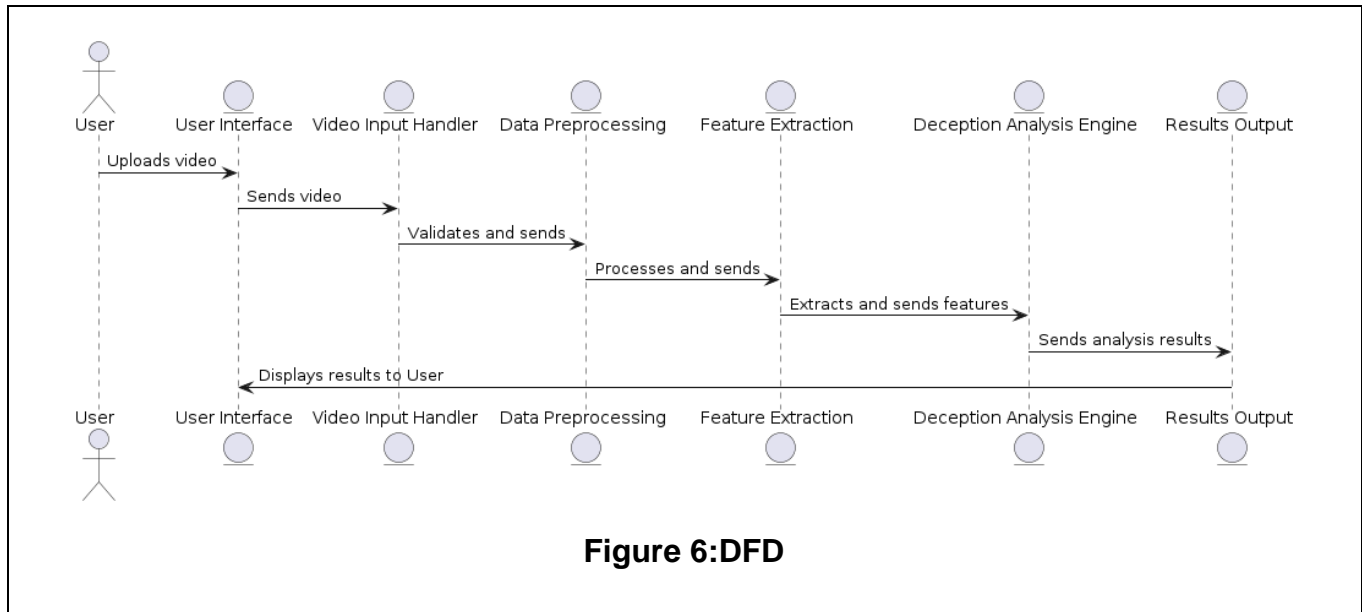 User
User Interface
Video Input Handler
Data Preprocessing
Feature Extraction
Deception Analysis Engine
Results Output
Uploads video
Sends video
Validates and sends
Processes and sends
Extracts and sends features
Sends analysis results
Displays results to User
User
User Interface
Video Input Handler
Data Preprocessing
Feature Extraction
Deception Analysis Engine
Results Output
Figure 6:DFD